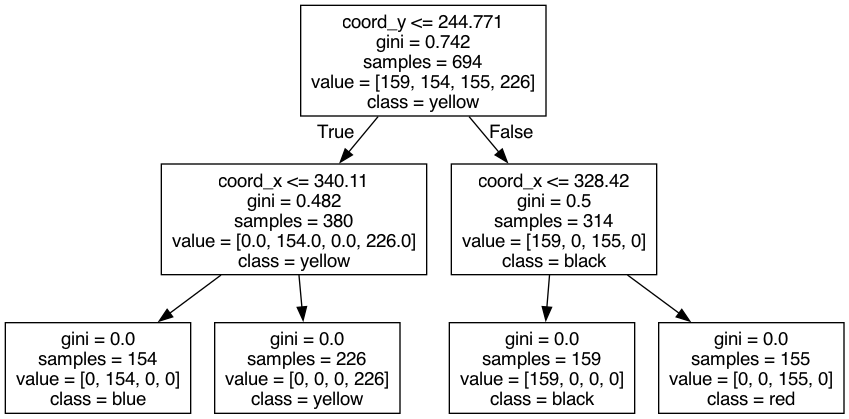 coord_y <= 244.771
gini = 0.742
samples = 694
value = [159, 154, 155, 226]
class = yellow
True
False
coord_x <= 340.11
gini = 0.482
samples = 380
value = [0.0, 154.0, 0.0, 226.0]
class = yellow
coord_x <= 328.42
gini = 0.5
samples = 314
value = [159, 0, 155, 0]
class = black
gini = 0.0
samples = 154
value = [0, 154, 0, 0]
class = blue
gini = 0.0
samples = 226
value = [0, 0, 0, 226]
class = yellow
gini = 0.0
samples = 159
value = [159, 0, 0, 0]
class = black
gini = 0.0
samples = 155
value = [0, 0, 155, 0]
class = red